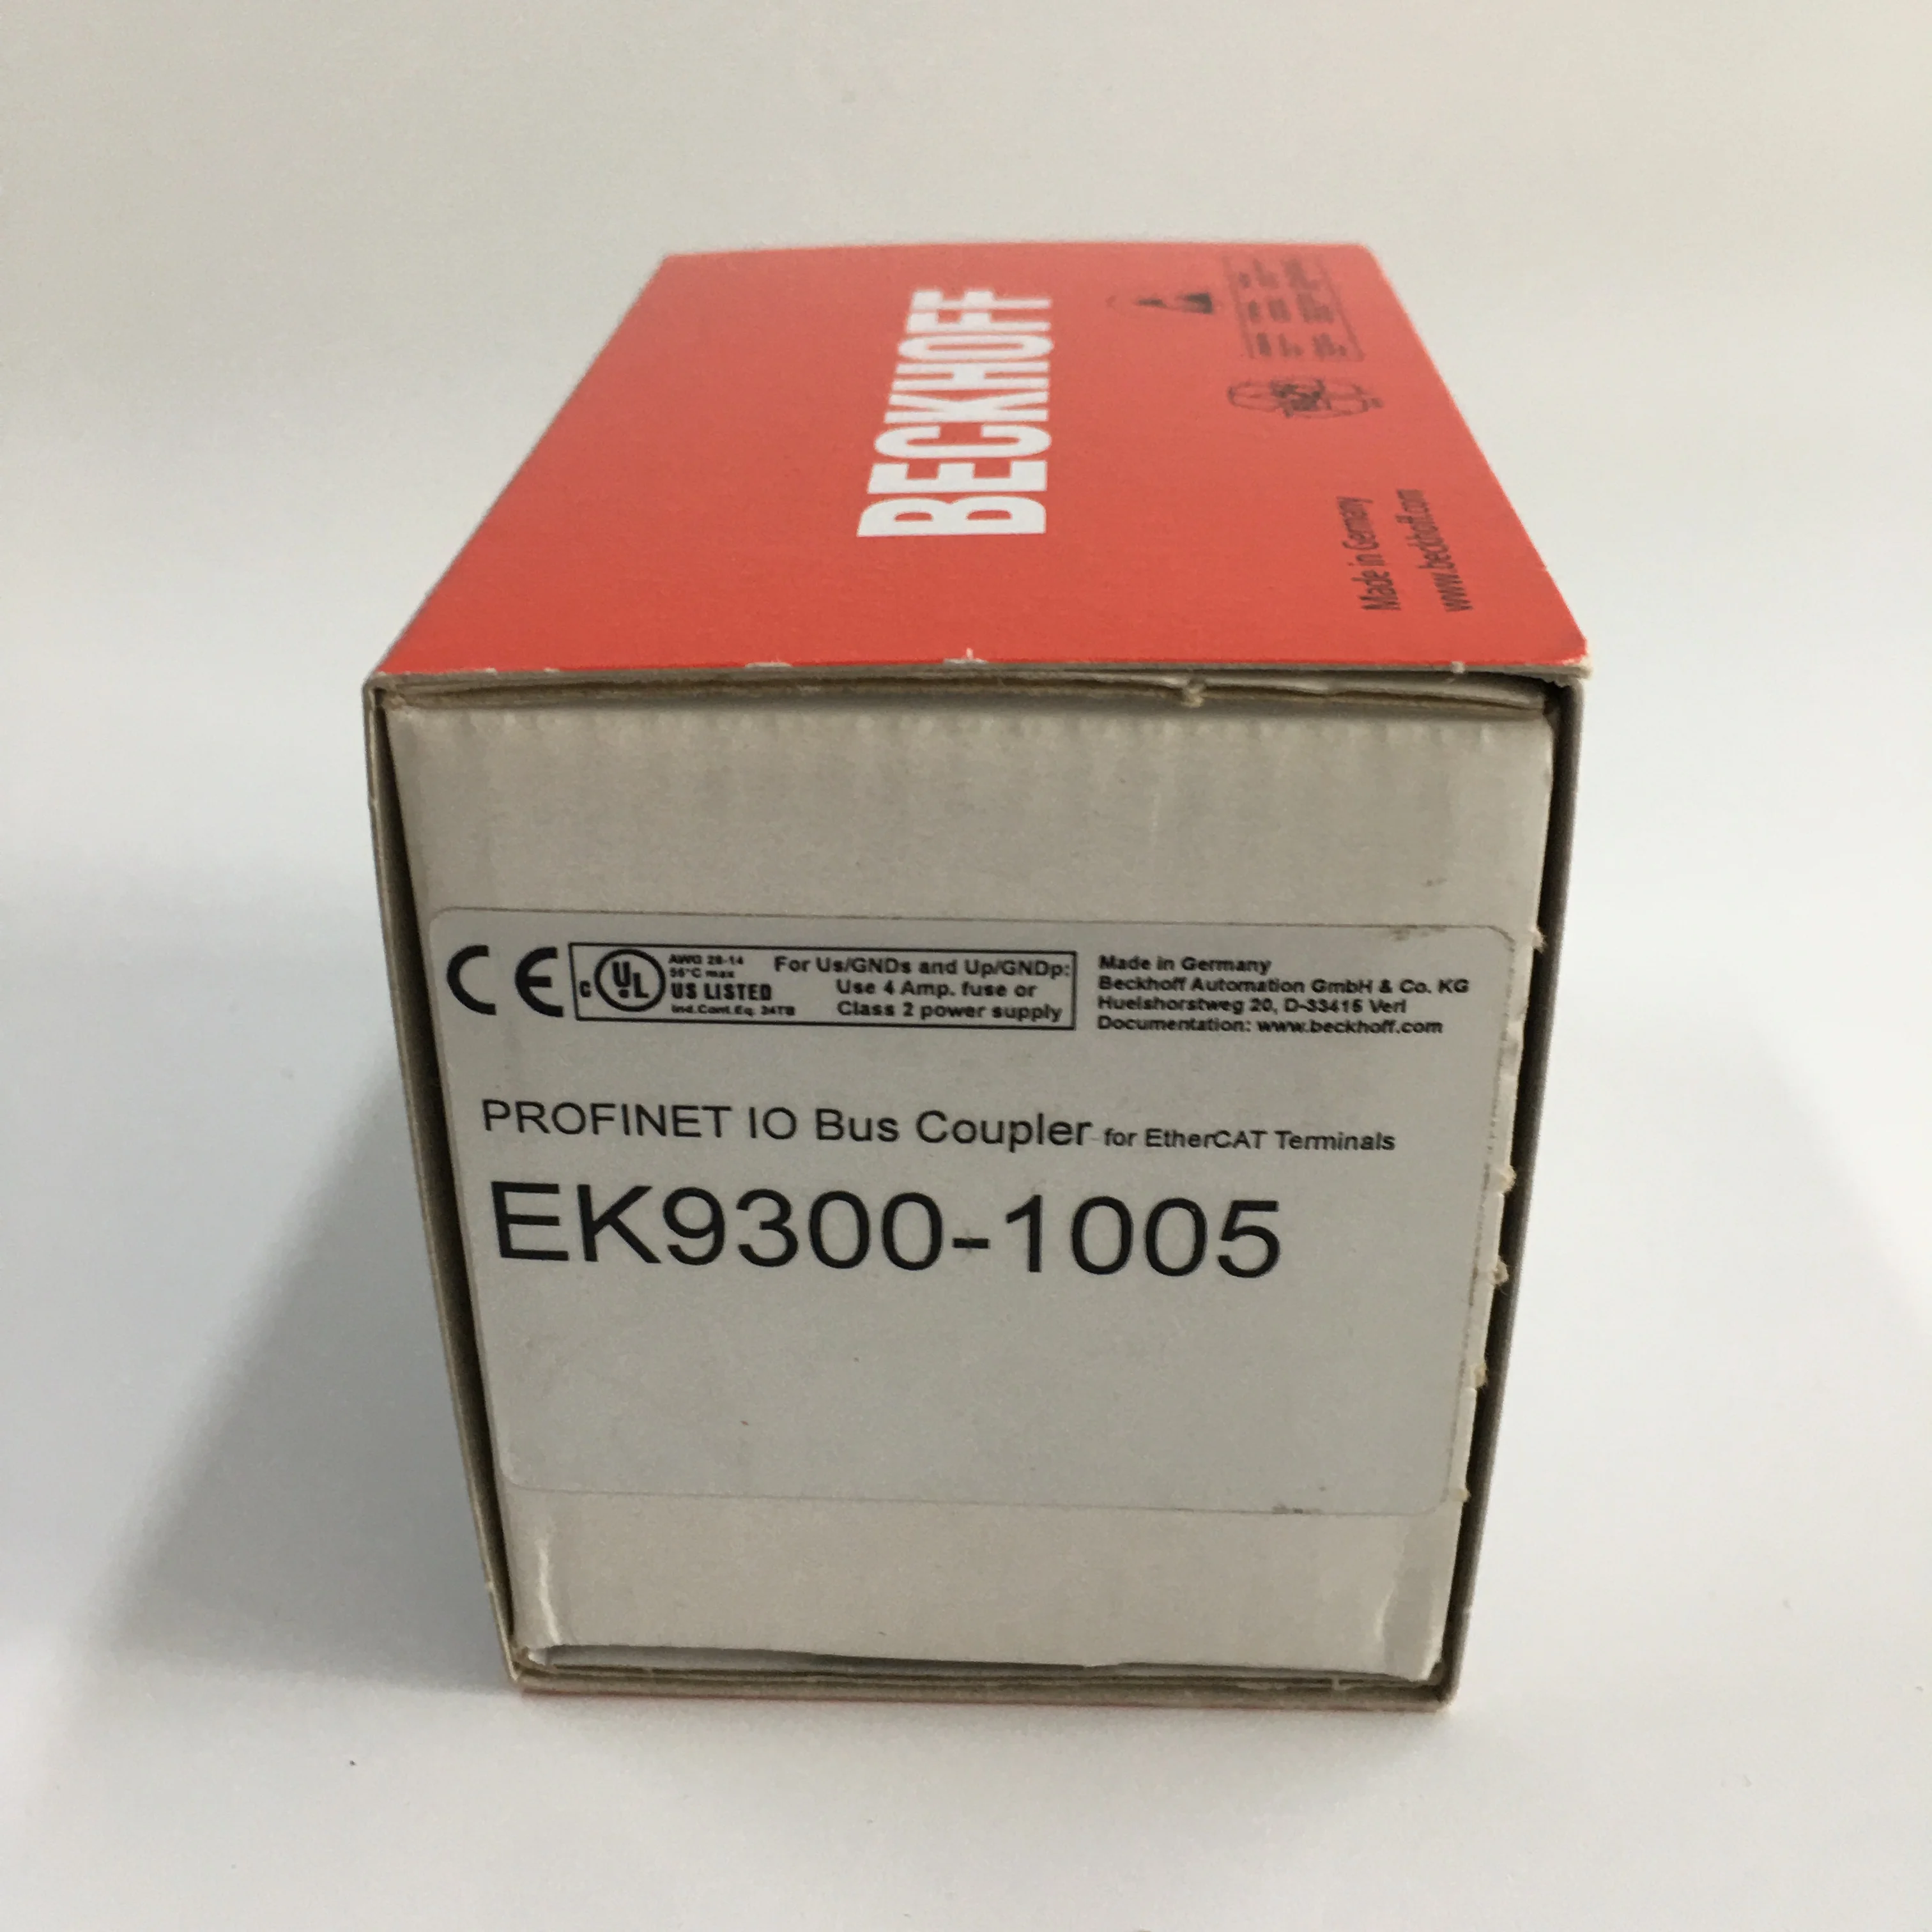 BECKHOFF
Made in Germany
www.beckhoff.com
CE
c UL
AWG 28-14
55°C max
US LISTED
Ind.Cont.Eq. 24TB
For Us/GNDs and Up/GNDp:
Use 4 Amp. fuse or
Class 2 power supply
Made in Germany
Beckhoff Automation GmbH & Co. KG
Huelshorstweg 20, D-33415 Verl
Documentation: www.beckhoff.com
PROFINET IO Bus Coupler for EtherCAT Terminals
EK9300-1005